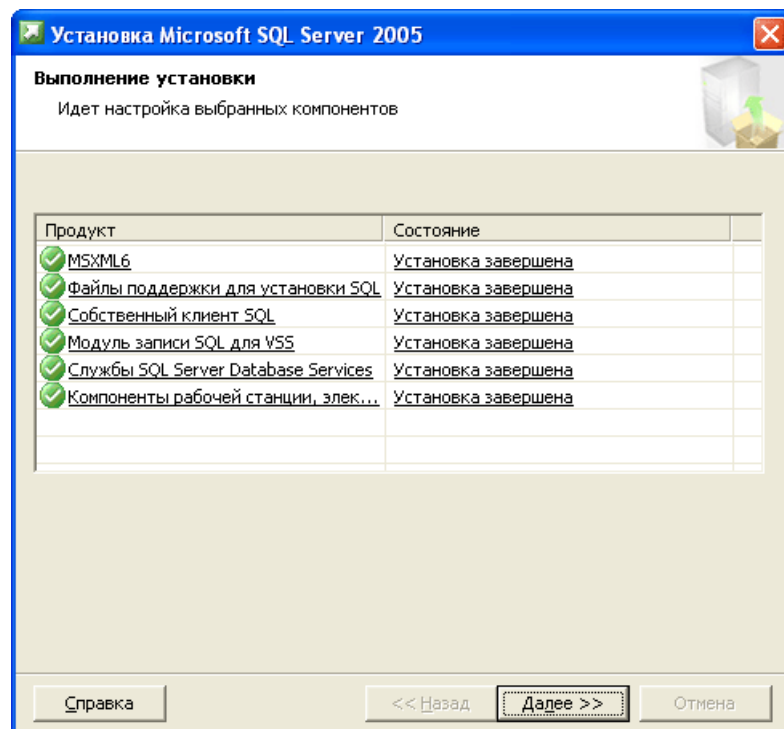 Установка Microsoft SQL Server 2005
Выполнение установки
Идет настройка выбранных компонентов
Продукт Состояние
MSXML6 Установка завершена
Файлы поддержки для установки SQL Установка завершена
Собственный клиент SQL Установка завершена
Модуль записи SQL для VSS Установка завершена
Службы SQL Server Database Services Установка завершена
Компоненты рабочей станции, элек... Установка завершена
Справка << Назад Далее >> Отмена